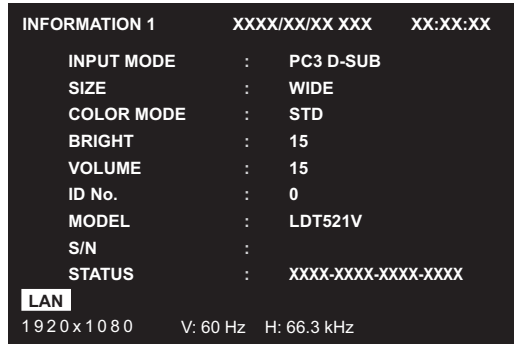 INFORMATION 1 XXXX/XX/XX XXX XX:XX:XX
INPUT MODE : PC3 D-SUB
SIZE : WIDE
COLOR MODE : STD
BRIGHT : 15
VOLUME : 15
ID No. : 0
MODEL : LDT521V
S/N :
STATUS : XXXX-XXXX-XXXX-XXXX
LAN
1920x1080 V: 60 Hz H: 66.3 kHz